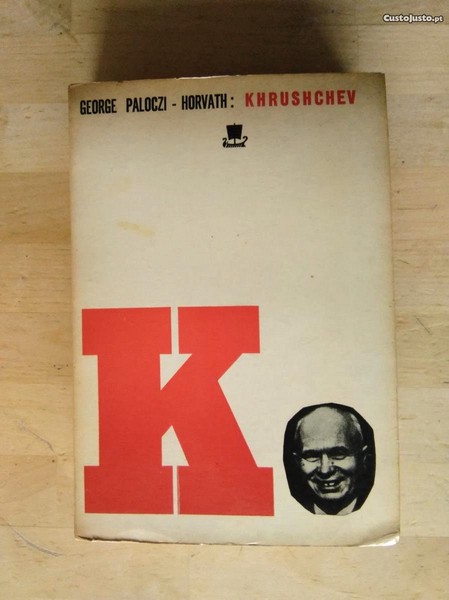 CustoJusto.pt
GEORGE PALOCZI - HORVATH: KHRUSHCHEV
K